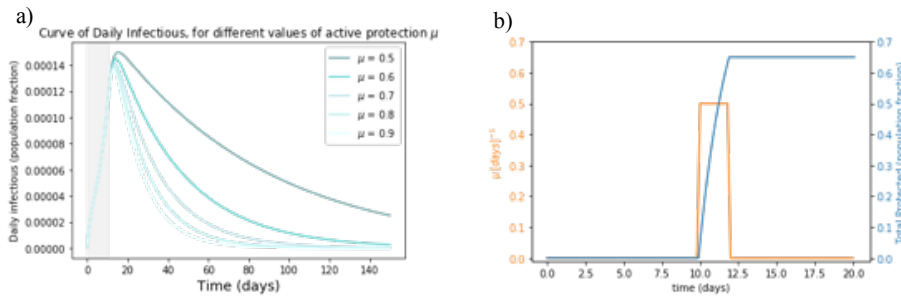 a)
Curve of Daily Infectious, for different values of active protection μ
Daily infectious (population fraction)
0.00014
0.00012
0.00010
0.00008
0.00006
0.00004
0.00002
0.00000
μ = 0.5
μ = 0.6
μ = 0.7
μ = 0.8
μ = 0.9
0 20 40 60 80 100 120 140
Time (days)
b)
μ[days]⁻¹
0.7
0.6
0.5
0.4
0.3
0.2
0.1
0.0
0.7
0.6
0.5
0.4
0.3
0.2
0.1
0.0
Total Protected (population fraction)
0.0 2.5 5.0 7.5 10.0 12.5 15.0 17.5 20.0
time (days)